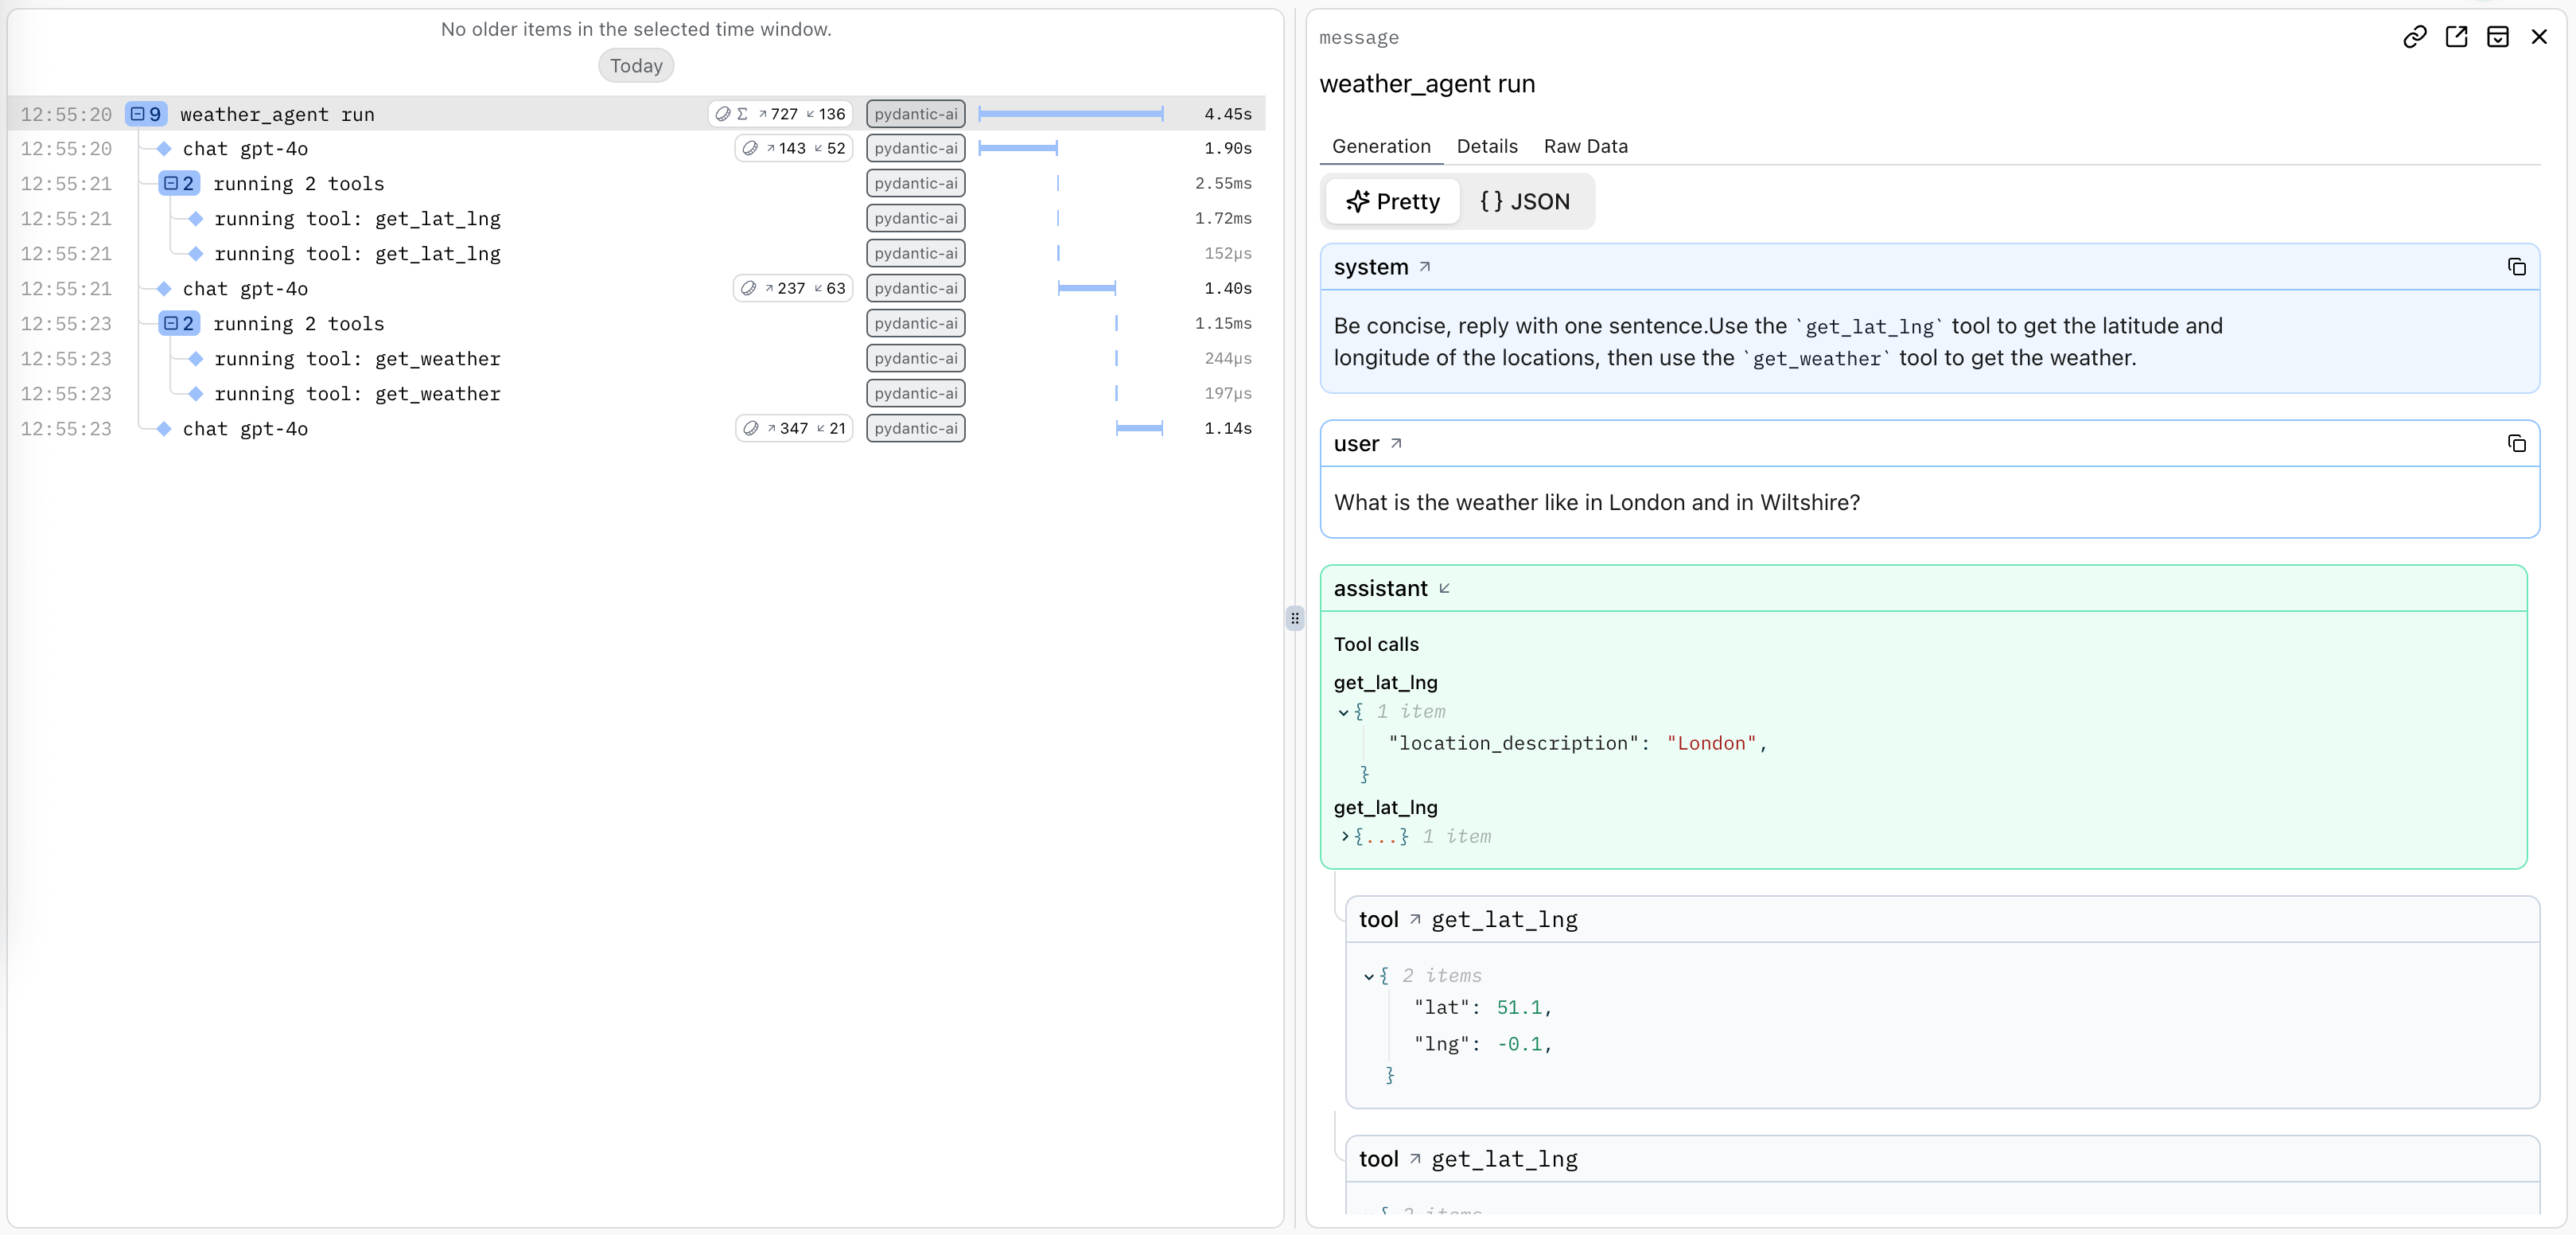 No older items in the selected time window.
Today
12:55:20 9 weather_agent run Σ ↗727 ↙136 pydantic-ai 4.45s
12:55:20 chat gpt-4o ↗143 ↙52 pydantic-ai 1.90s
12:55:21 2 running 2 tools pydantic-ai 2.55ms
12:55:21 running tool: get_lat_lng pydantic-ai 1.72ms
12:55:21 running tool: get_lat_lng pydantic-ai 152µs
12:55:21 chat gpt-4o ↗237 ↙63 pydantic-ai 1.40s
12:55:23 2 running 2 tools pydantic-ai 1.15ms
12:55:23 running tool: get_weather pydantic-ai 244µs
12:55:23 running tool: get_weather pydantic-ai 197µs
12:55:23 chat gpt-4o ↗347 ↙21 pydantic-ai 1.14s
message
weather_agent run
Generation Details Raw Data
Pretty {} JSON
system ↗
Be concise, reply with one sentence.Use the `get_lat_lng` tool to get the latitude and
longitude of the locations, then use the `get_weather` tool to get the weather.
user ↗
What is the weather like in London and in Wiltshire?
assistant ↙
Tool calls
get_lat_lng
{ 1 item
"location_description": "London",
}
get_lat_lng
{...} 1 item
tool ↗ get_lat_lng
{ 2 items
"lat": 51.1,
"lng": -0.1,
}
tool ↗ get_lat_lng